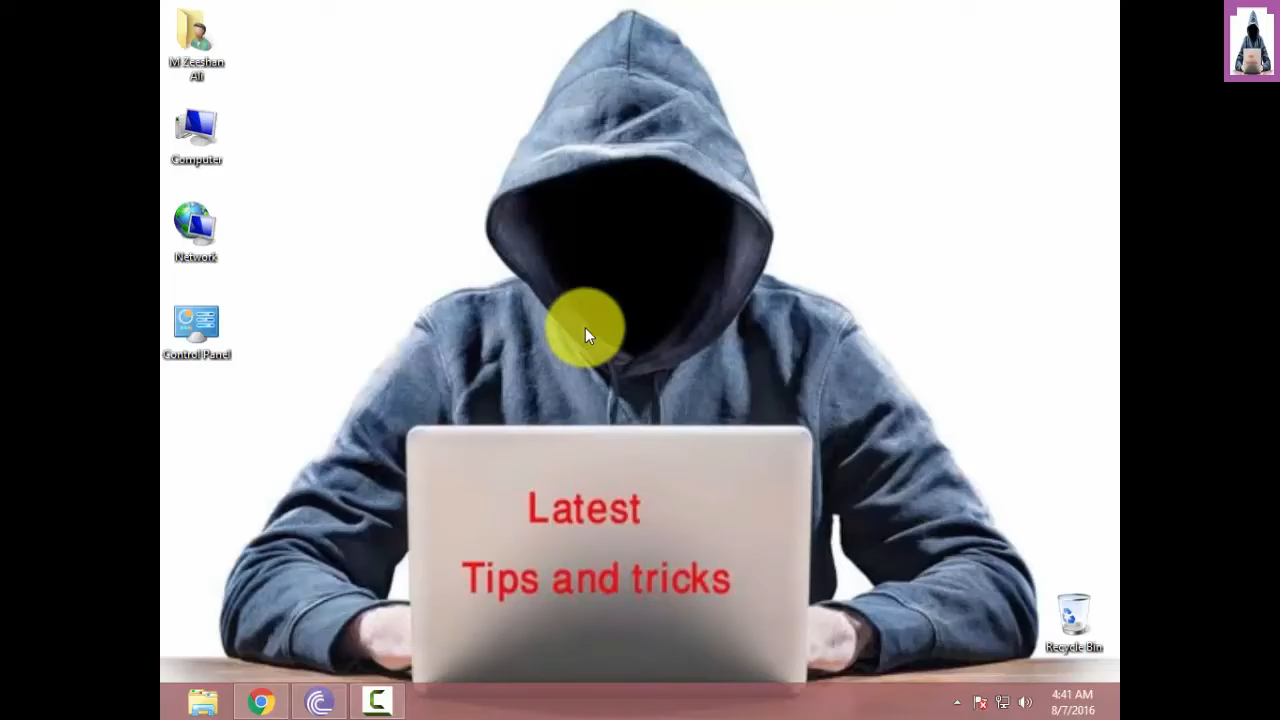 M Zeeshan
Ali
Computer
Network
Control Panel
Latest
Tips and tricks
Recycle Bin
4:41 AM
8/7/2016